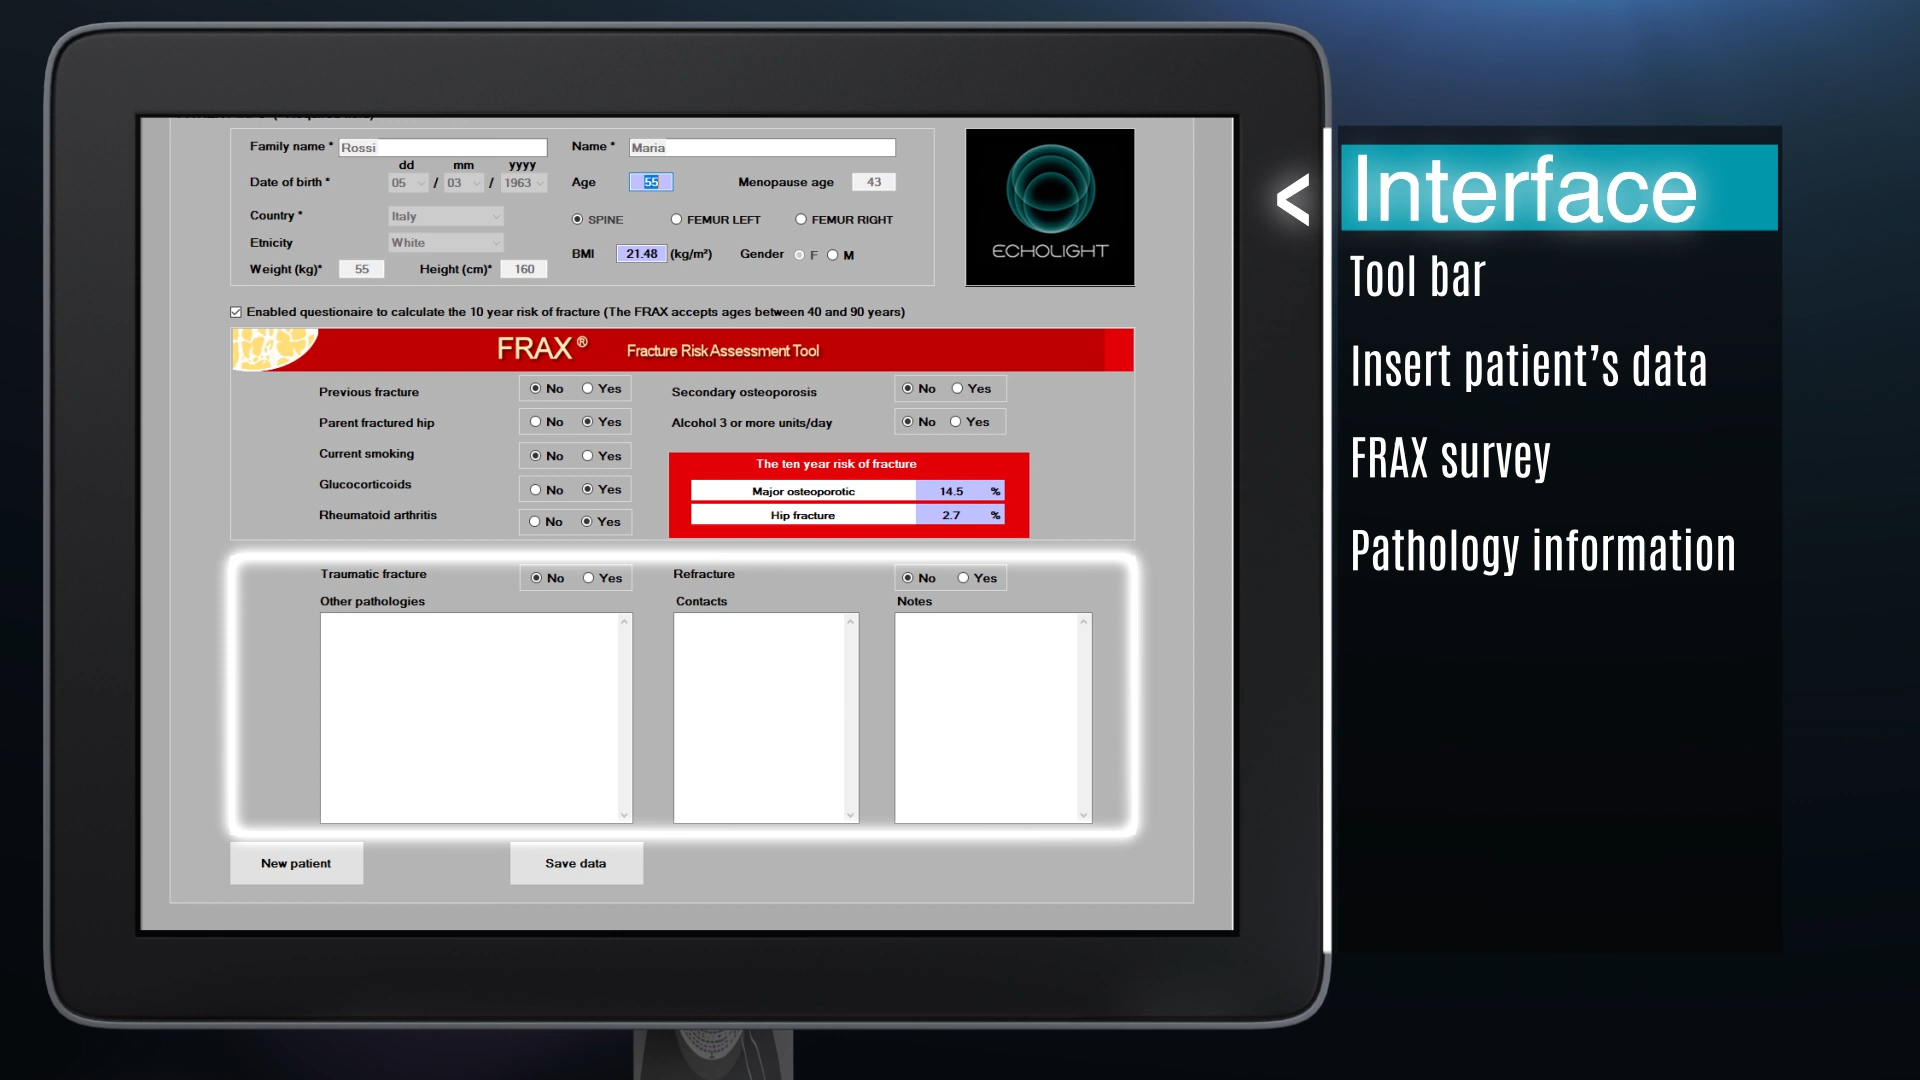 Family name * Rossi Name * Maria
dd mm yyyy
Date of birth * 05 / 03 / 1963 Age 55 Menopause age 43
Country * Italy SPINE FEMUR LEFT FEMUR RIGHT
Etnicity White BMI 21.48 (kg/m²) Gender F M
Weight (kg)* 55 Height (cm)* 160
ECHOLIGHT
Enabled questionaire to calculate the 10 year risk of fracture (The FRAX accepts ages between 40 and 90 years)
FRAX® Fracture Risk Assessment Tool
Previous fracture No Yes Secondary osteoporosis No Yes
Parent fractured hip No Yes Alcohol 3 or more units/day No Yes
Current smoking No Yes
Glucocorticoids No Yes
Rheumatoid arthritis No Yes
The ten year risk of fracture
Major osteoporotic 14.5 %
Hip fracture 2.7 %
Traumatic fracture No Yes Refracture No Yes
Other pathologies Contacts Notes
New patient Save data
< Interface
Tool bar
Insert patient’s data
FRAX survey
Pathology information